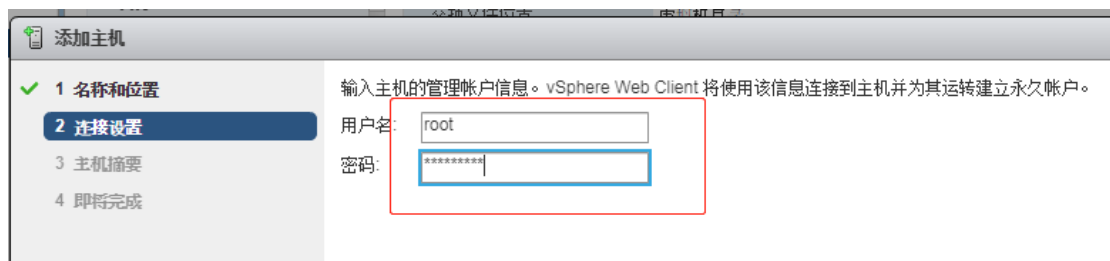 添加主机
1 名称和位置
2 连接设置
3 主机摘要
4 即将完成
输入主机的管理帐户信息。vSphere Web Client 将使用该信息连接到主机并为其运转建立永久帐户。
用户名: root
密码: *********